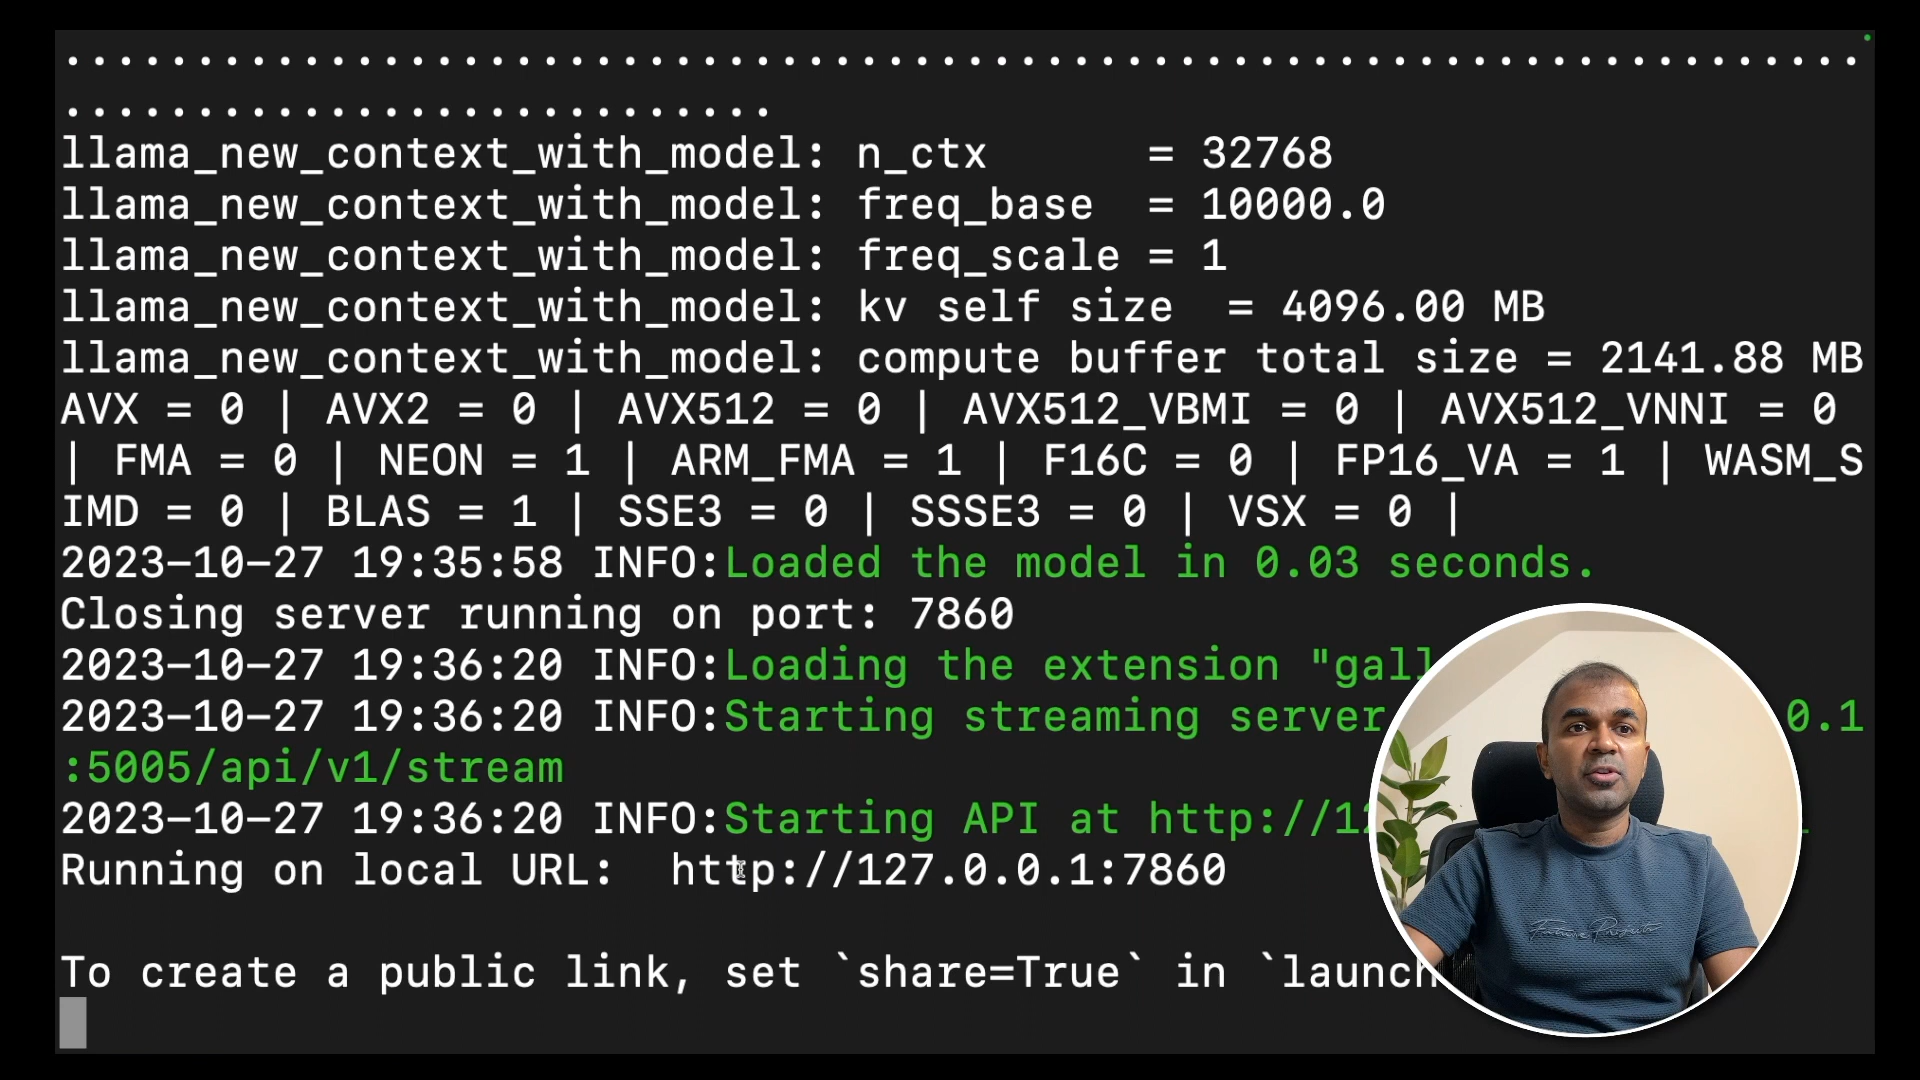 llama_new_context_with_model: n_ctx      = 32768
llama_new_context_with_model: freq_base  = 10000.0
llama_new_context_with_model: freq_scale = 1
llama_new_context_with_model: kv self size  = 4096.00 MB
llama_new_context_with_model: compute buffer total size = 2141.88 MB
AVX = 0 | AVX2 = 0 | AVX512 = 0 | AVX512_VBMI = 0 | AVX512_VNNI = 0
| FMA = 0 | NEON = 1 | ARM_FMA = 1 | F16C = 0 | FP16_VA = 1 | WASM_S
IMD = 0 | BLAS = 1 | SSE3 = 0 | SSSE3 = 0 | VSX = 0 |
2023-10-27 19:35:58 INFO:Loaded the model in 0.03 seconds.
Closing server running on port: 7860
2023-10-27 19:36:20 INFO:Loading the extension "gall
2023-10-27 19:36:20 INFO:Starting streaming server 0.1
:5005/api/v1/stream
2023-10-27 19:36:20 INFO:Starting API at http://12
Running on local URL:  http://127.0.0.1:7860
To create a public link, set `share=True` in `launch